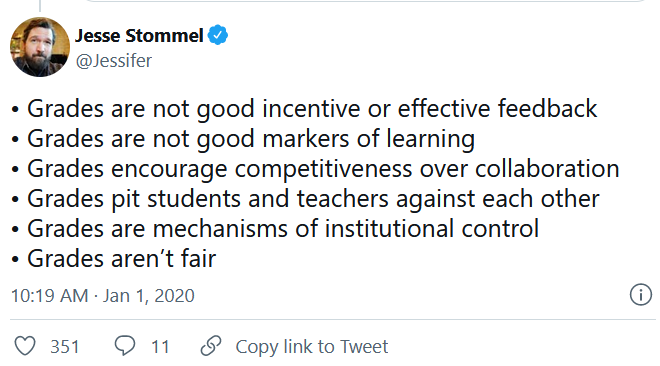 Jesse Stommel
@Jessifer
• Grades are not good incentive or effective feedback
• Grades are not good markers of learning
• Grades encourage competitiveness over collaboration
• Grades pit students and teachers against each other
• Grades are mechanisms of institutional control
• Grades aren’t fair
10:19 AM · Jan 1, 2020
351 11 Copy link to Tweet